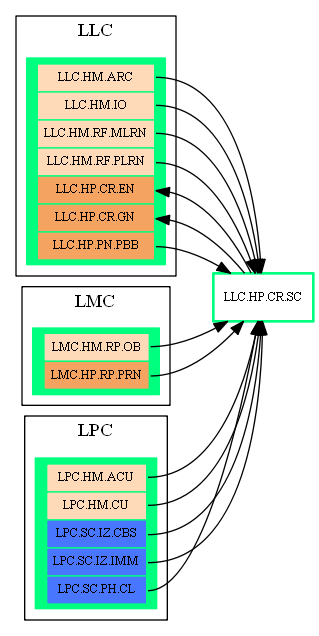 LLC
LLC.HM.ARC
LLC.HM.IO
LLC.HM.RF.MLRN
LLC.HM.RF.PLRN
LLC.HP.CR.EN
LLC.HP.CR.GN
LLC.HP.PN.PBB
LLC.HP.CR.SC
LMC
LMC.HM.RP.OB
LMC.HP.RP.PRN
LPC
LPC.HM.ACU
LPC.HM.CU
LPC.SC.IZ.CBS
LPC.SC.IZ.IMM
LPC.SC.PH.CL